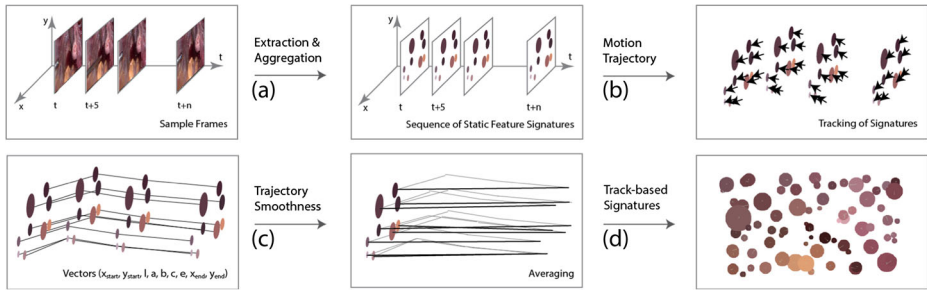 y
t
x
t
t+5
t+n
Sample Frames
Extraction &
Aggregation
(a)
y
t
x
t
t+5
t+n
Sequence of Static Feature Signatures
Motion
Trajectory
(b)
Tracking of Signatures
Vectors (xstart, ystart, l, a, b, c, e, xend, yend)
Trajectory
Smoothness
(c)
Averaging
Track-based
Signatures
(d)